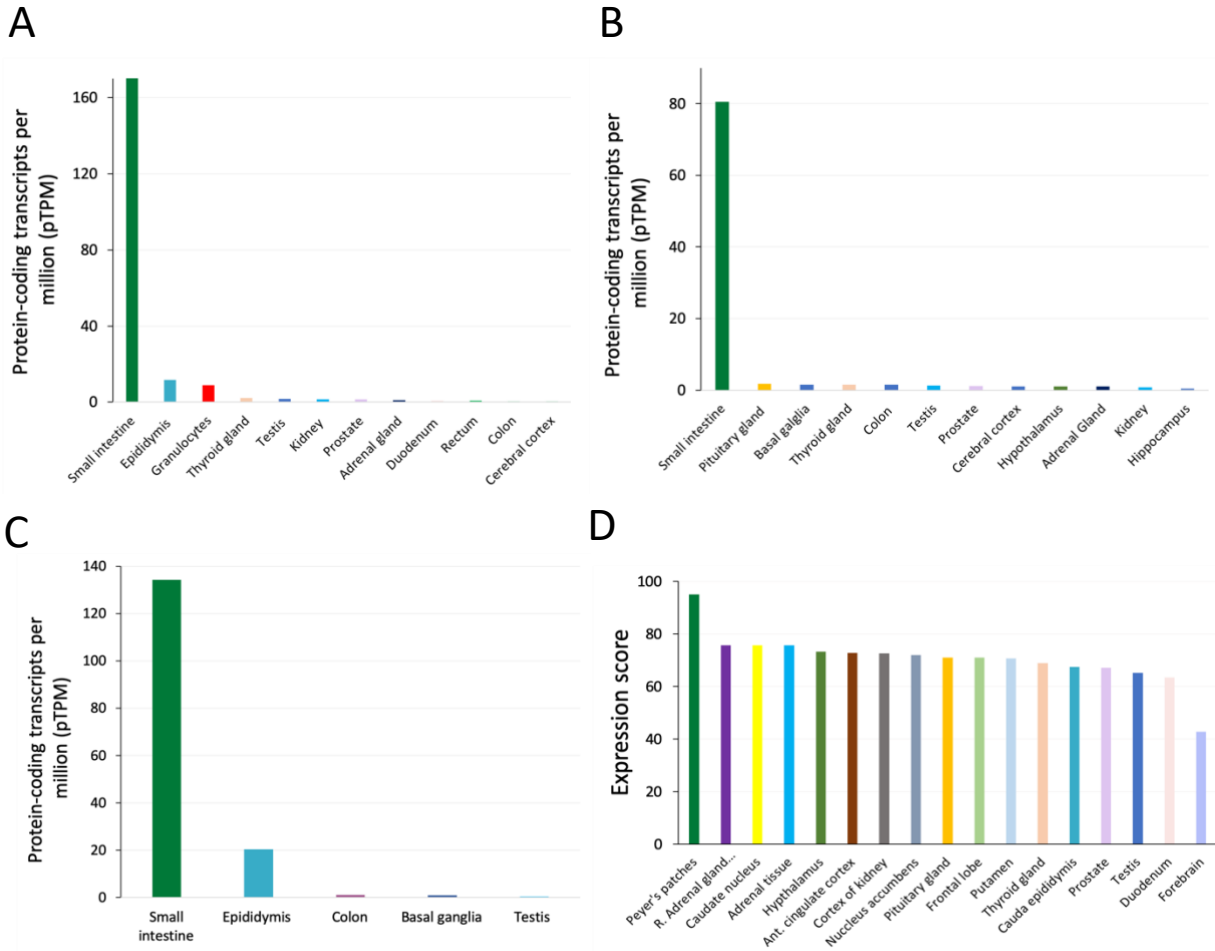 A
Protein-coding transcripts per
million (pTPM)
160
120
80
40
0
Small intestine
Epididymis
Granulocytes
Thyroid gland
Testis
Kidney
Prostate
Adrenal gland
Duodenum
Rectum
Colon
Cerebral cortex
B
Protein-coding transcripts per
million (pTPM)
80
60
40
20
0
Small intestine
Pituitary gland
Basal galglia
Thyroid gland
Colon
Testis
Prostate
Cerebral cortex
Hypothalamus
Adrenal Gland
Kidney
Hippocampus
C
Protein-coding transcripts per
million (pTPM)
140
120
100
80
60
40
20
0
Small
intestine
Epididymis
Colon
Basal ganglia
Testis
D
Expression score
100
80
60
40
20
0
Peyer's patches
R. Adrenal gland...
Caudate nucleus
Adrenal tissue
Hypthalamus
Ant. cingulate cortex
Cortex of kidney
Nuccleus accumbens
Pituitary gland
Frontal lobe
Putamen
Thyroid gland
Cauda epididymis
Prostate
Testis
Duodenum
Forebrain